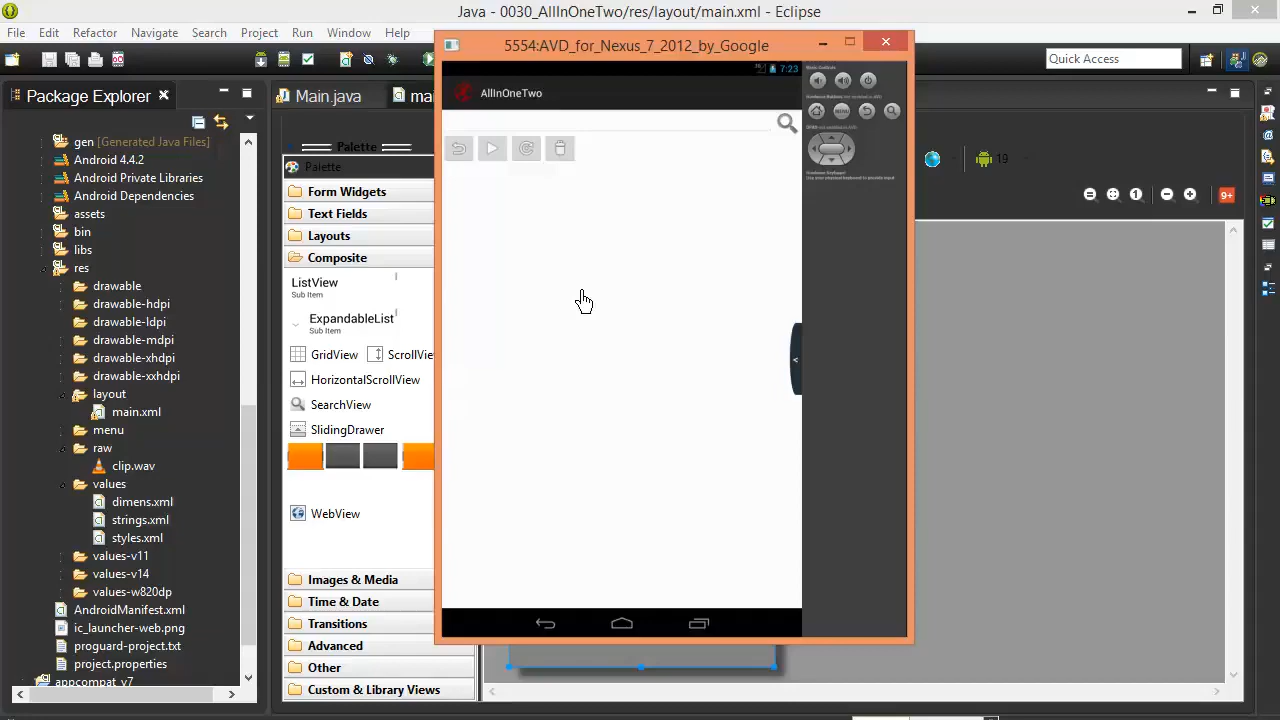 Java - 0030_AllInOneTwo/res/layout/main.xml - Eclipse
File Edit Refactor Navigate Search Project Run Window Help
Quick Access
Package Explorer
Main.java
5554:AVD_for_Nexus_7_2012_by_Google
7:23
AllInOneTwo
Basic Controls
MENU
19
9+
gen [Generated Java Files]
Android 4.4.2
Android Private Libraries
Android Dependencies
assets
bin
libs
res
drawable
drawable-hdpi
drawable-ldpi
drawable-mdpi
drawable-xhdpi
drawable-xxhdpi
layout
main.xml
menu
raw
clip.wav
values
dimens.xml
strings.xml
styles.xml
values-v11
values-v14
values-w820dp
AndroidManifest.xml
ic_launcher-web.png
proguard-project.txt
project.properties
appcompat_v7
Palette
Palette
Form Widgets
Text Fields
Layouts
Composite
ListView
Sub Item
ExpandableList
Sub Item
GridView
HorizontalScrollView
SearchView
SlidingDrawer
WebView
Images & Media
Time & Date
Transitions
Advanced
Other
Custom & Library Views